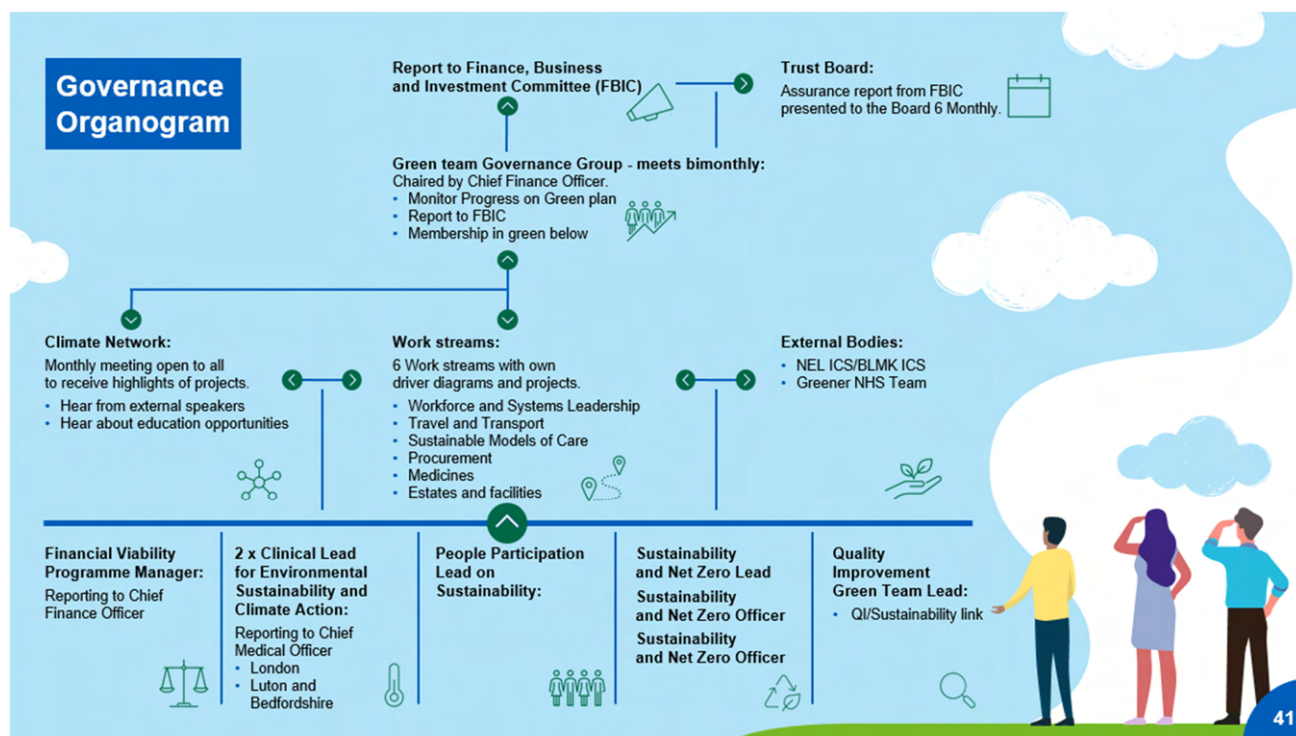 Governance
Organogram
Report to Finance, Business
and Investment Committee (FBIC)
Trust Board:
Assurance report from FBIC
presented to the Board 6 Monthly.
Green team Governance Group - meets bimonthly:
Chaired by Chief Finance Officer.
• Monitor Progress on Green plan
• Report to FBIC
• Membership in green below
Climate Network:
Monthly meeting open to all
to receive highlights of projects.
• Hear from external speakers
• Hear about education opportunities
Work streams:
6 Work streams with own
driver diagrams and projects.
• Workforce and Systems Leadership
• Travel and Transport
• Sustainable Models of Care
• Procurement
• Medicines
• Estates and facilities
External Bodies:
• NEL ICS/BLMK ICS
• Greener NHS Team
Financial Viability
Programme Manager:
Reporting to Chief
Finance Officer
2 x Clinical Lead
for Environmental
Sustainability and
Climate Action:
Reporting to Chief
Medical Officer
• London
• Luton and
Bedfordshire
People Participation
Lead on
Sustainability:
Sustainability
and Net Zero Lead
Sustainability
and Net Zero Officer
Sustainability
and Net Zero Officer
Quality
Improvement
Green Team Lead:
• QI/Sustainability link
41